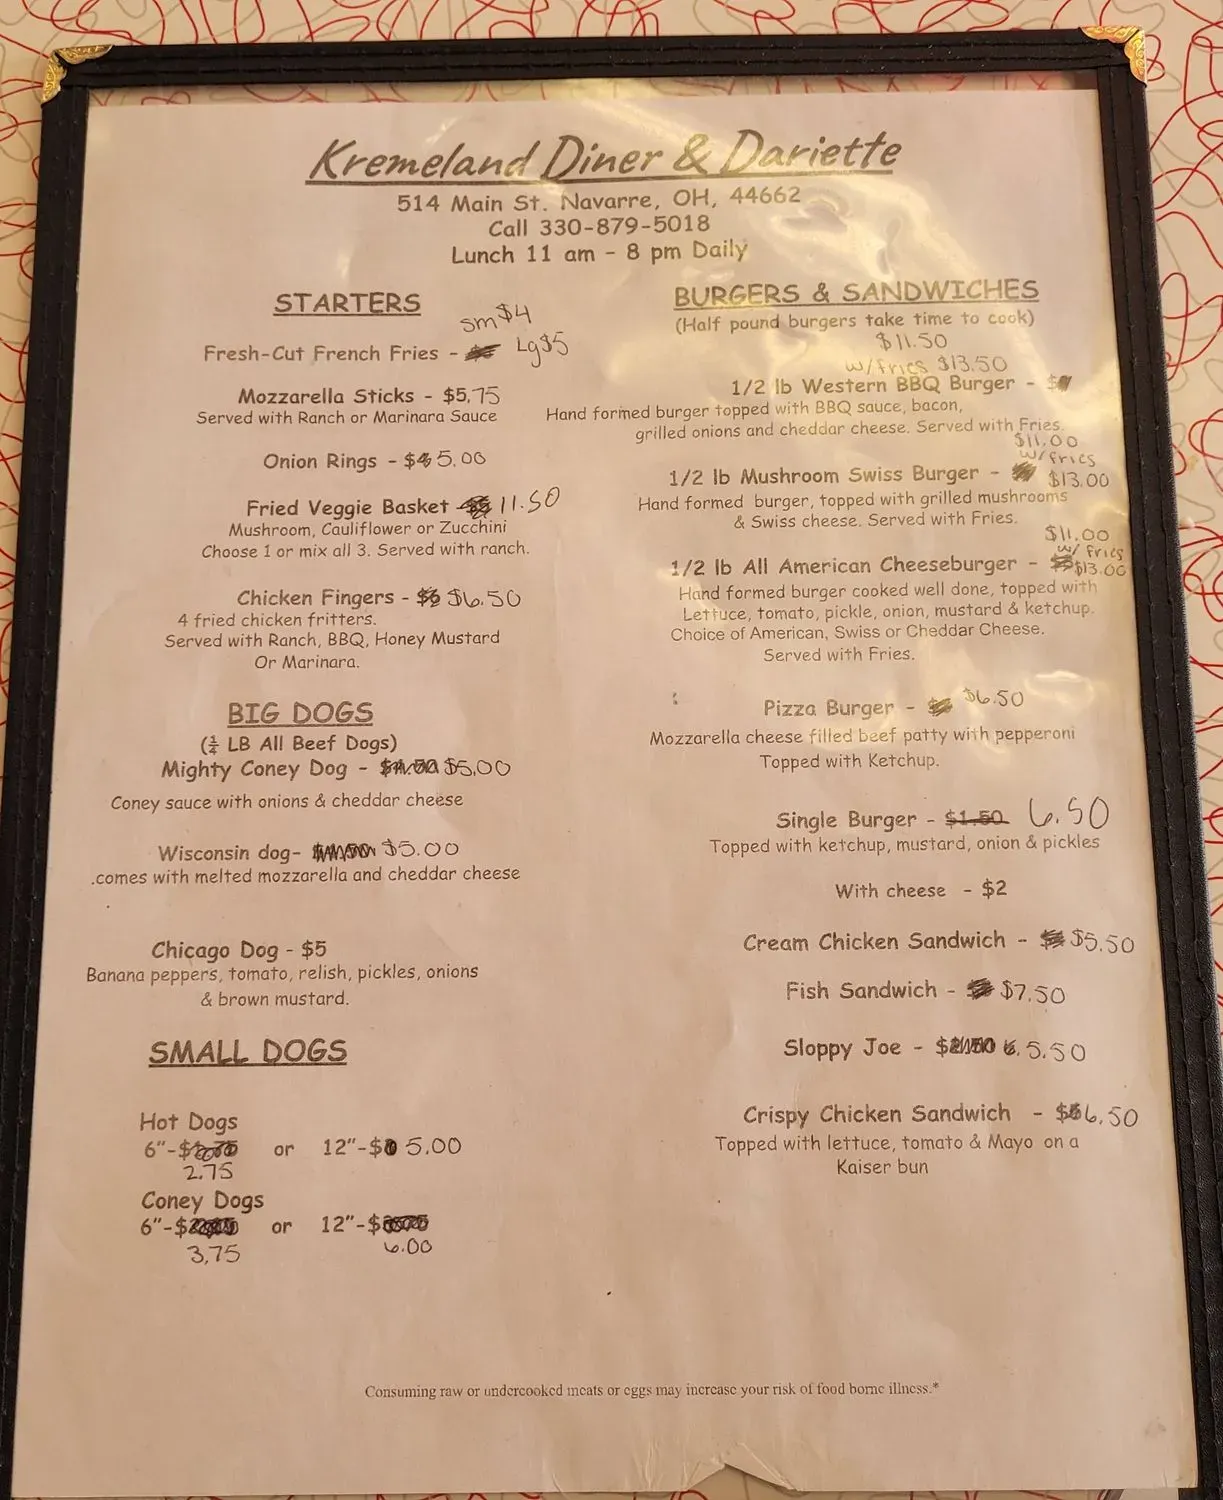 Kremeland Diner & Dariette
514 Main St. Navarre, OH, 44662
Call 330-879-5018
Lunch 11 am - 8 pm Daily
STARTERS
sm $4
Fresh-Cut French Fries - Lg $5
Mozzarella Sticks - $5.75
Served with Ranch or Marinara Sauce
Onion Rings - $ 5.00
Fried Veggie Basket 11.50
Mushroom, Cauliflower or Zucchini
Choose 1 or mix all 3. Served with ranch.
Chicken Fingers - $6.50
4 fried chicken fritters.
Served with Ranch, BBQ, Honey Mustard
Or Marinara.
BIG DOGS
(¼ LB All Beef Dogs)
Mighty Coney Dog - $4.50 $5.00
Coney sauce with onions & cheddar cheese
Wisconsin dog- $5.00
.comes with melted mozzarella and cheddar cheese
Chicago Dog - $5
Banana peppers, tomato, relish, pickles, onions
& brown mustard.
SMALL DOGS
Hot Dogs
6"-$ or 12"-$ 5.00
2.75
Coney Dogs
6"-$ or 12"-$
3.75 6.00
BURGERS & SANDWICHES
(Half pound burgers take time to cook)
$11.50
w/fries $13.50
1/2 lb Western BBQ Burger - $
Hand formed burger topped with BBQ sauce, bacon,
grilled onions and cheddar cheese. Served with Fries.
$11.00
w/fries
1/2 lb Mushroom Swiss Burger - $13.00
Hand formed burger, topped with grilled mushrooms
& Swiss cheese. Served with Fries.
$11.00
w/ fries
1/2 lb All American Cheeseburger - $13.00
Hand formed burger cooked well done, topped with
Lettuce, tomato, pickle, onion, mustard & ketchup.
Choice of American, Swiss or Cheddar Cheese.
Served with Fries.
Pizza Burger - $6.50
Mozzarella cheese filled beef patty with pepperoni
Topped with Ketchup.
Single Burger - $1.50 6.50
Topped with ketchup, mustard, onion & pickles
With cheese - $2
Cream Chicken Sandwich - $5.50
Fish Sandwich - $7.50
Sloppy Joe - $ 5.50
Crispy Chicken Sandwich - $ 6.50
Topped with lettuce, tomato & Mayo on a
Kaiser bun
Consuming raw or undercooked meats or eggs may increase your risk of food borne illness.*